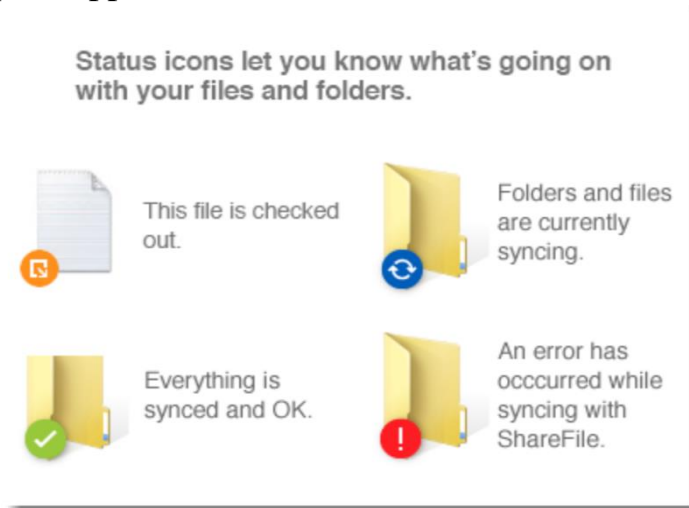 Status icons let you know what's going on
with your files and folders.
This file is checked
out.
Folders and files
are currently
syncing.
Everything is
synced and OK.
An error has
occcurred while
syncing with
ShareFile.